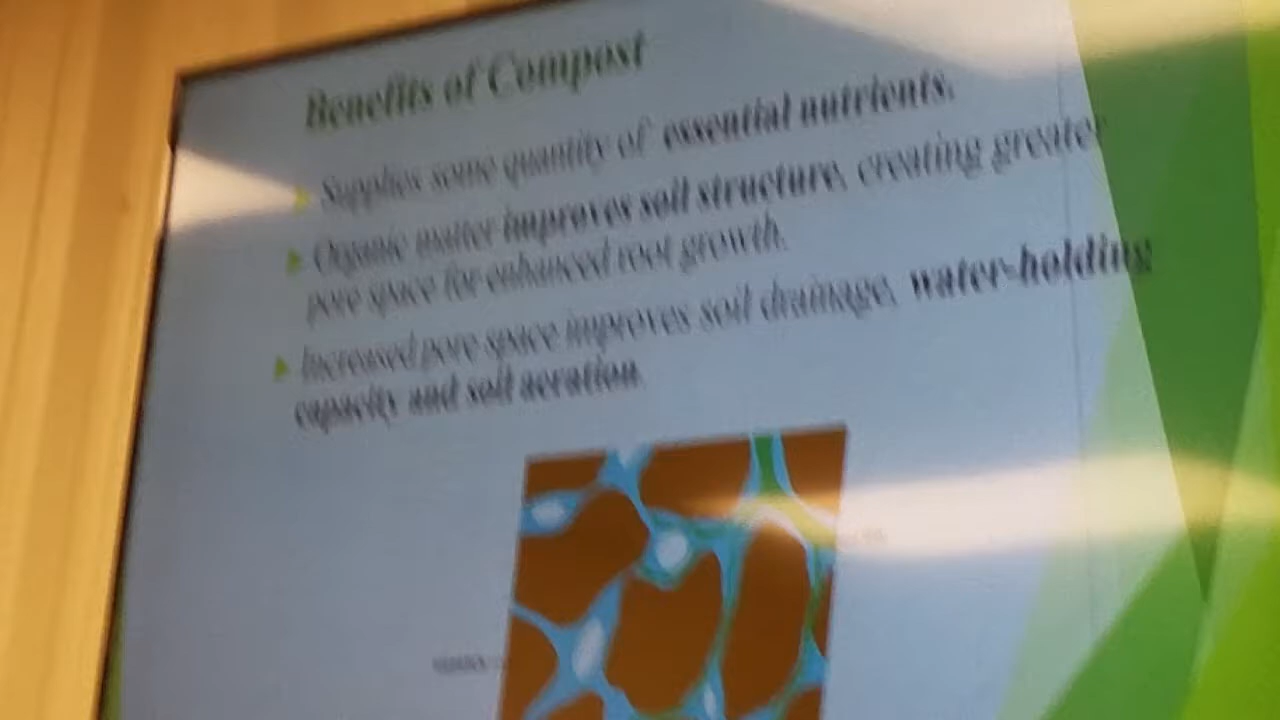 Benefits of Compost
Supplies some quantity of essential nutrients.
Organic matter improves soil structure, creating greater
pore space for enhanced root growth.
Increased pore space improves soil drainage, water-holding
capacity and soil aeration.